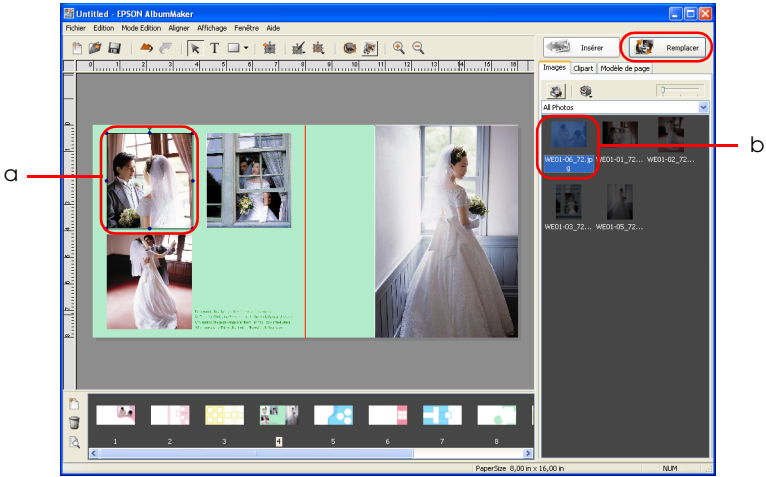 Untitled - EPSON AlbumMaker
Fichier Edition Mode Edition Aligner Affichage Fenêtre Aide
Insérer Remplacer
Images Clipart Modèle de page
All Photos
WE01-06_72.jp
g
WE01-01_72... WE01-02_72...
WE01-03_72... WE01-05_72...
a
b
1 2 3 4 5 6 7 8
PaperSize 8,00 in x 16,00 in NUM